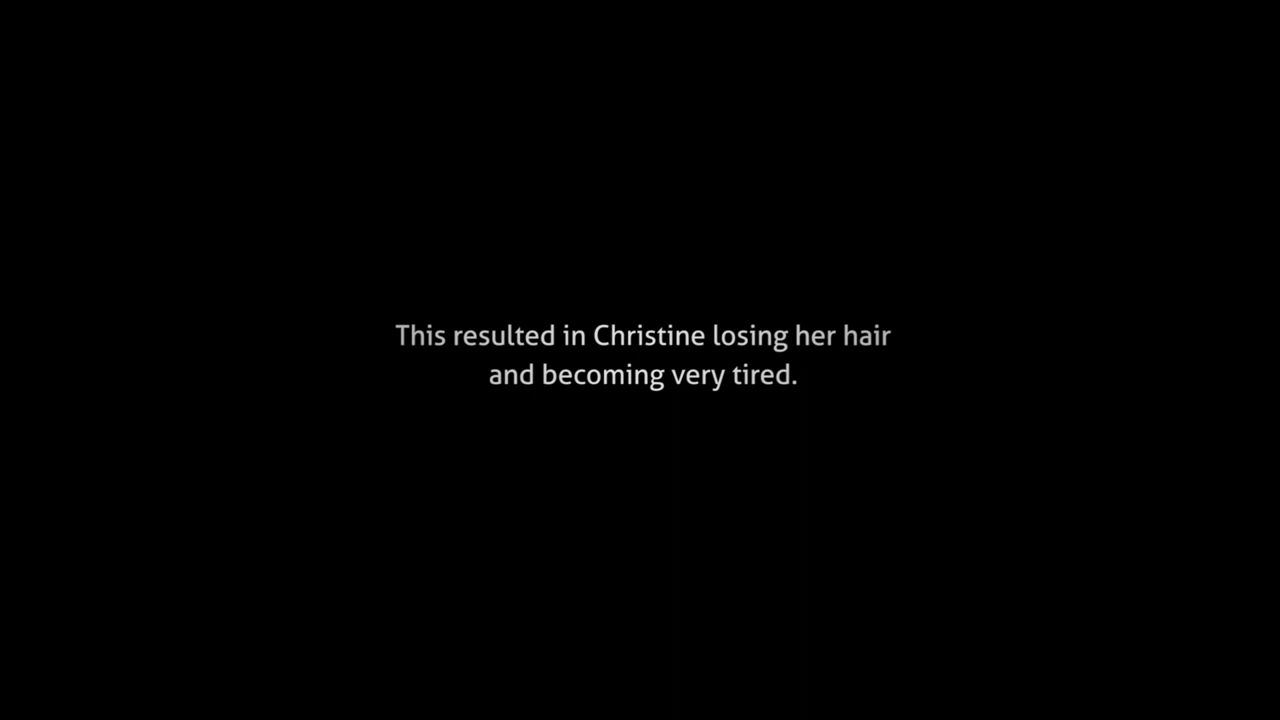 This resulted in Christine losing her hair
and becoming very tired.